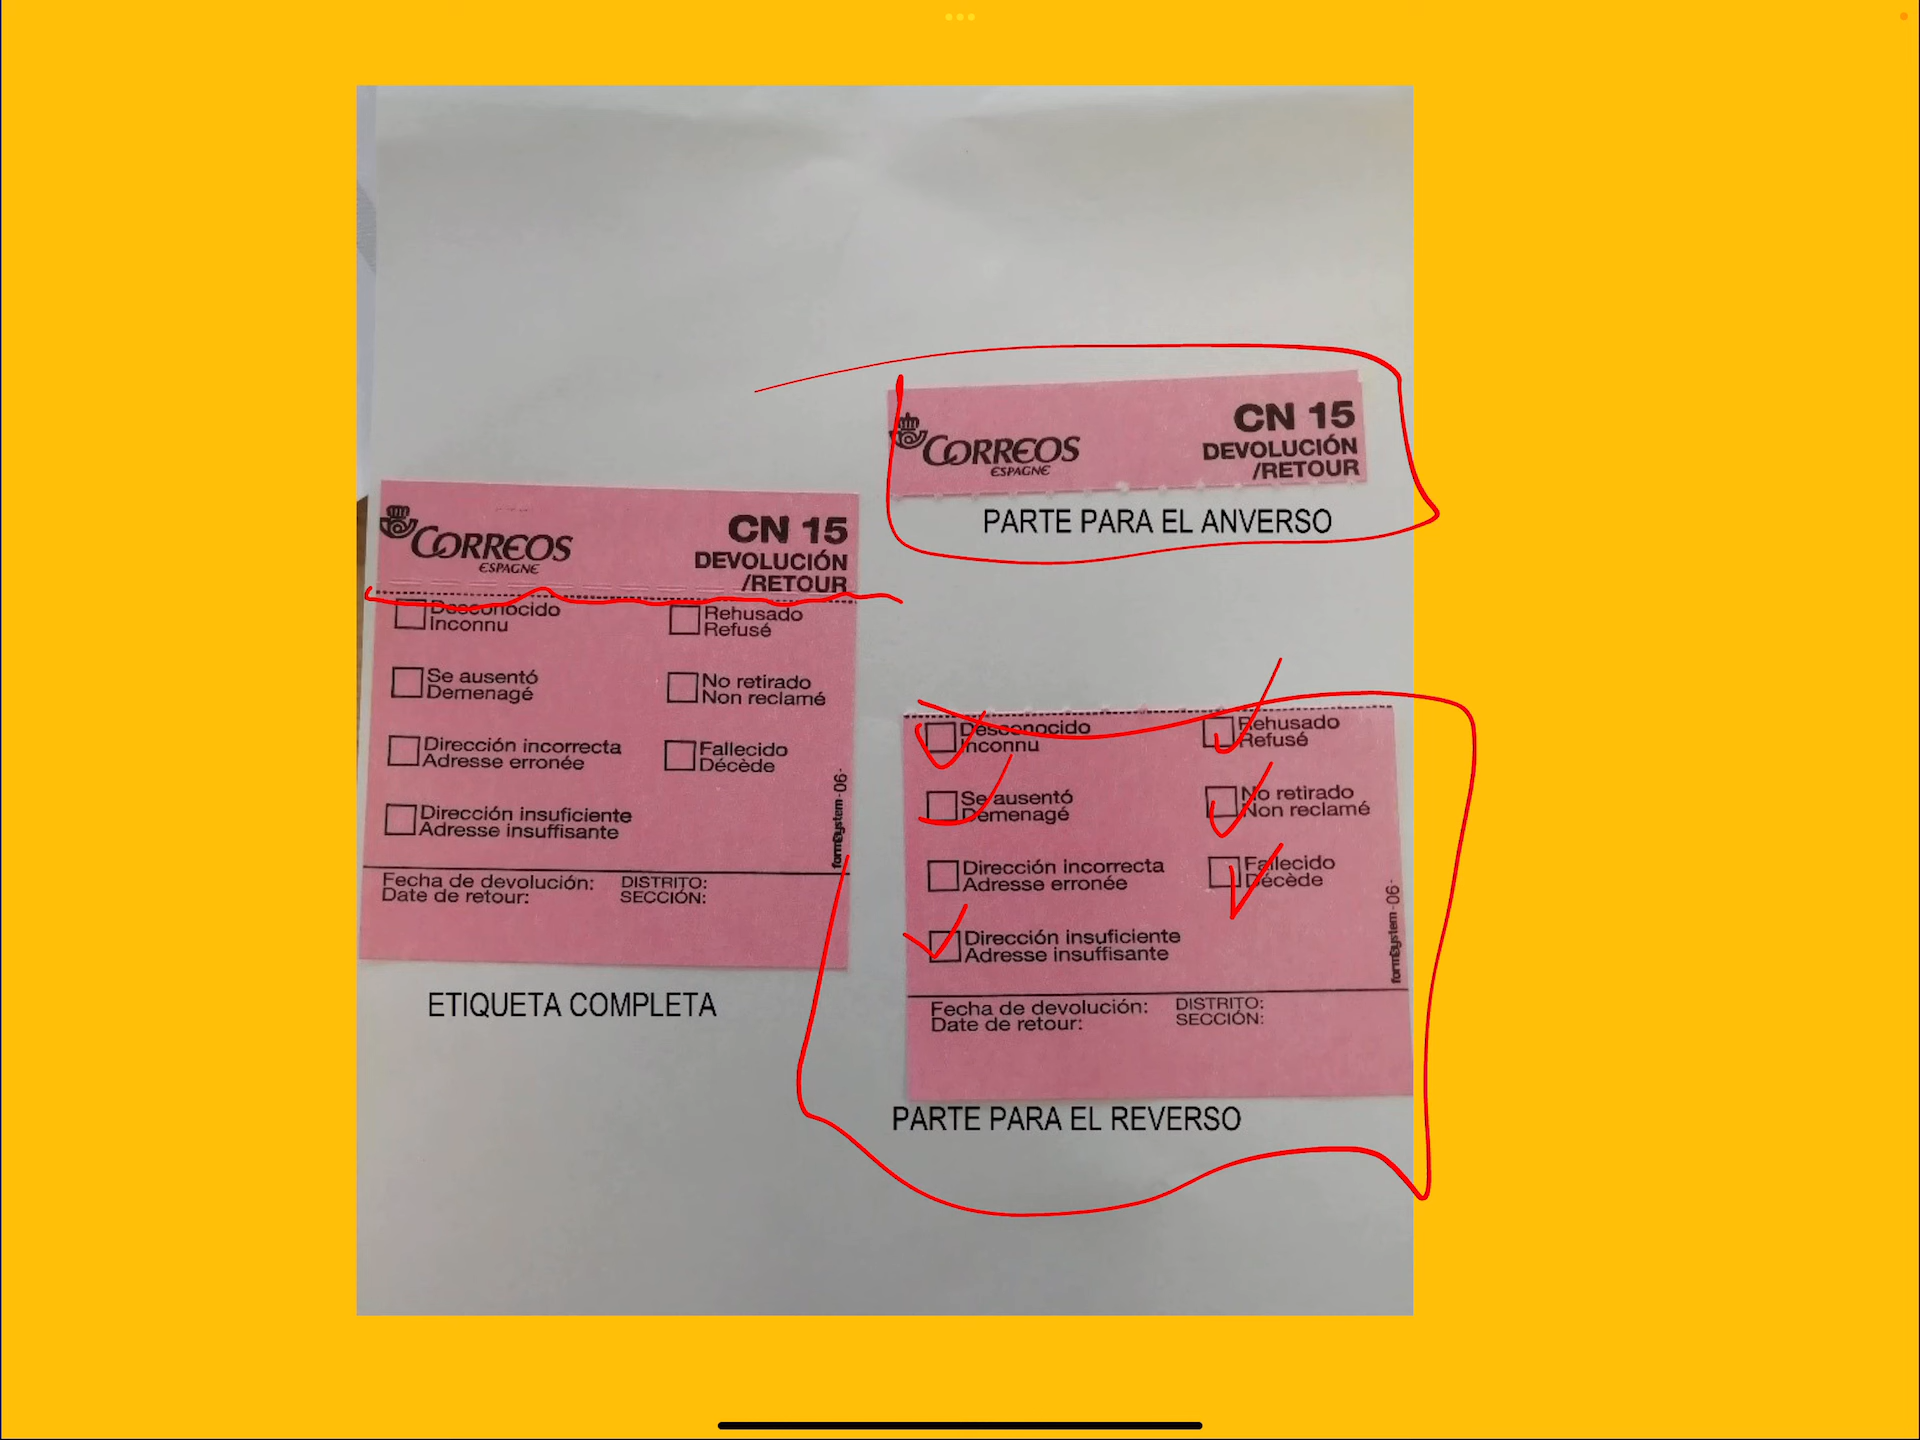 CORREOS
ESPAGNE
CN 15
DEVOLUCIÓN
/RETOUR
Desconocido
Inconnu
Rehusado
Refusé
Se ausentó
Demenagé
No retirado
Non reclamé
Dirección incorrecta
Adresse erronée
Fallecido
Décède
Dirección insuficiente
Adresse insuffisante
formsystem -06-
Fecha de devolución:
Date de retour:
DISTRITO:
SECCIÓN:
ETIQUETA COMPLETA
CORREOS
ESPAGNE
CN 15
DEVOLUCIÓN
/RETOUR
PARTE PARA EL ANVERSO
Desconocido
Inconnu
Rehusado
Refusé
Se ausentó
Demenagé
No retirado
Non reclamé
Dirección incorrecta
Adresse erronée
Fallecido
Décède
Dirección insuficiente
Adresse insuffisante
formsystem -06-
Fecha de devolución:
Date de retour:
DISTRITO:
SECCIÓN:
PARTE PARA EL REVERSO